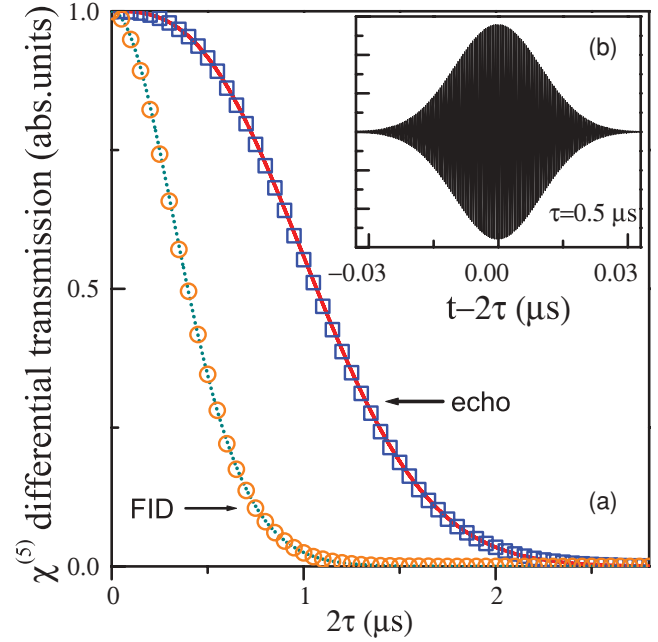 χ(5) differential transmission (abs.units)
1.0
0.5
0.0
(b)
τ=0.5 μs
−0.03
0.00
0.03
t−2τ (μs)
echo
FID
(a)
0
1
2
2τ (μs)